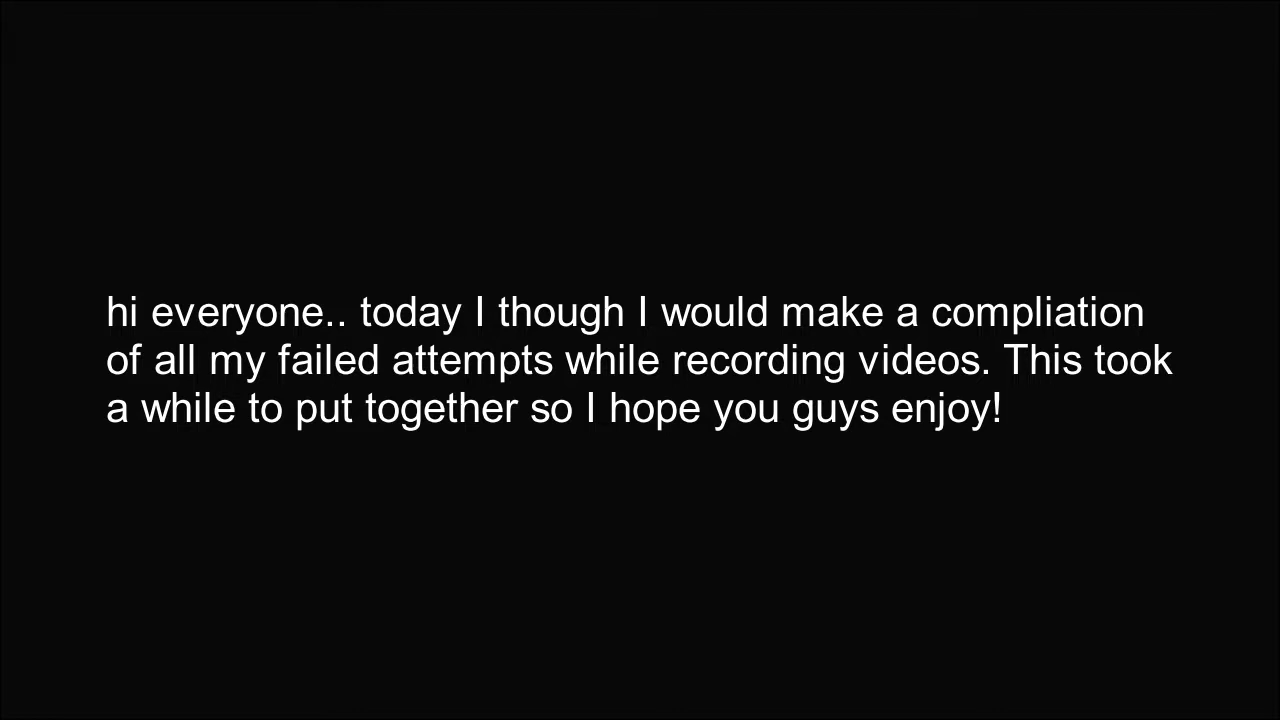 hi everyone.. today I though I would make a compliation
of all my failed attempts while recording videos. This took
a while to put together so I hope you guys enjoy!